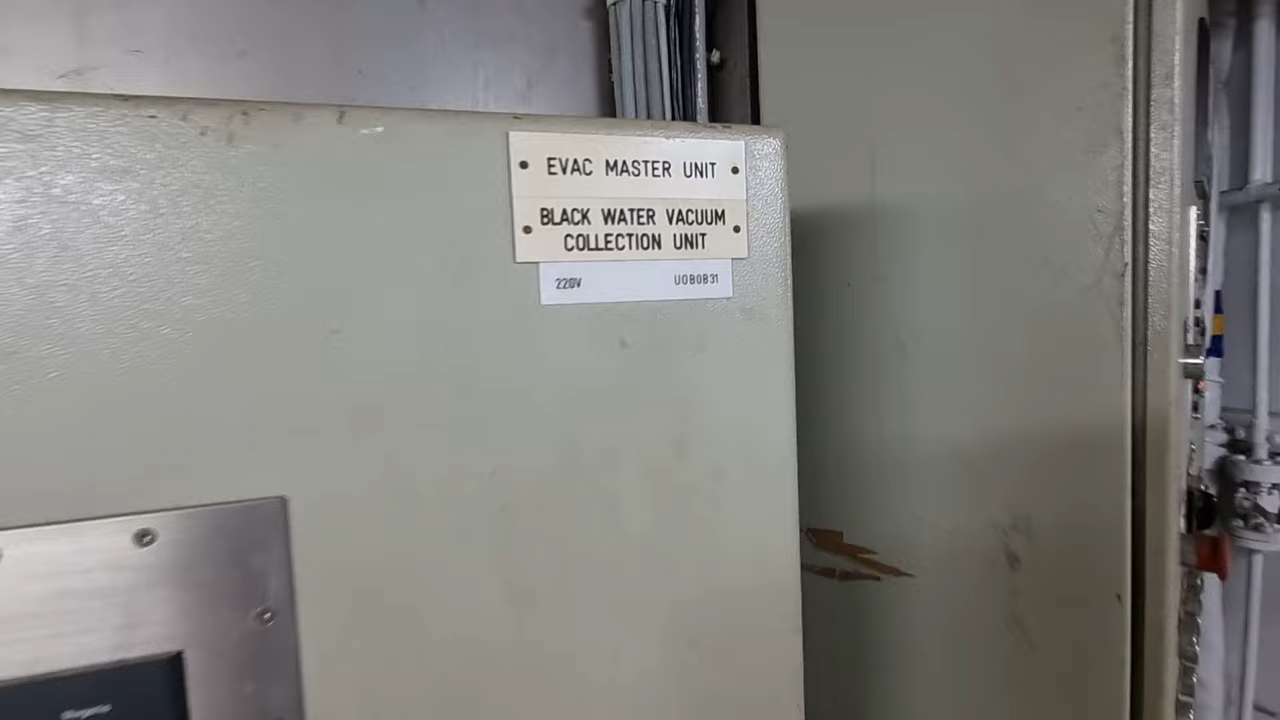 EVAC MASTER UNIT
BLACK WATER VACUUM
COLLECTION UNIT
220V U0B0B31